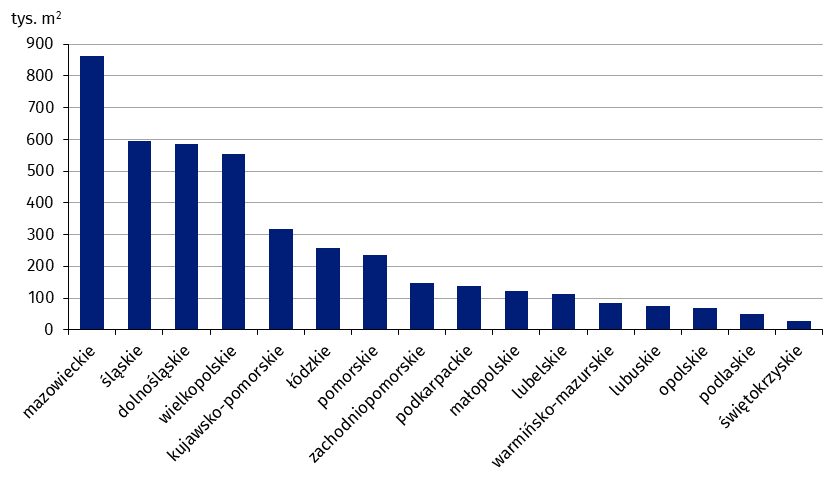 tys. m²
900
800
700
600
500
400
300
200
100
0
mazowieckie
śląskie
dolnośląskie
wielkopolskie
kujawsko-pomorskie
łódzkie
pomorskie
zachodniopomorskie
podkarpackie
małopolskie
lubelskie
warmińsko-mazurskie
lubuskie
opolskie
podlaskie
świętokrzyskie